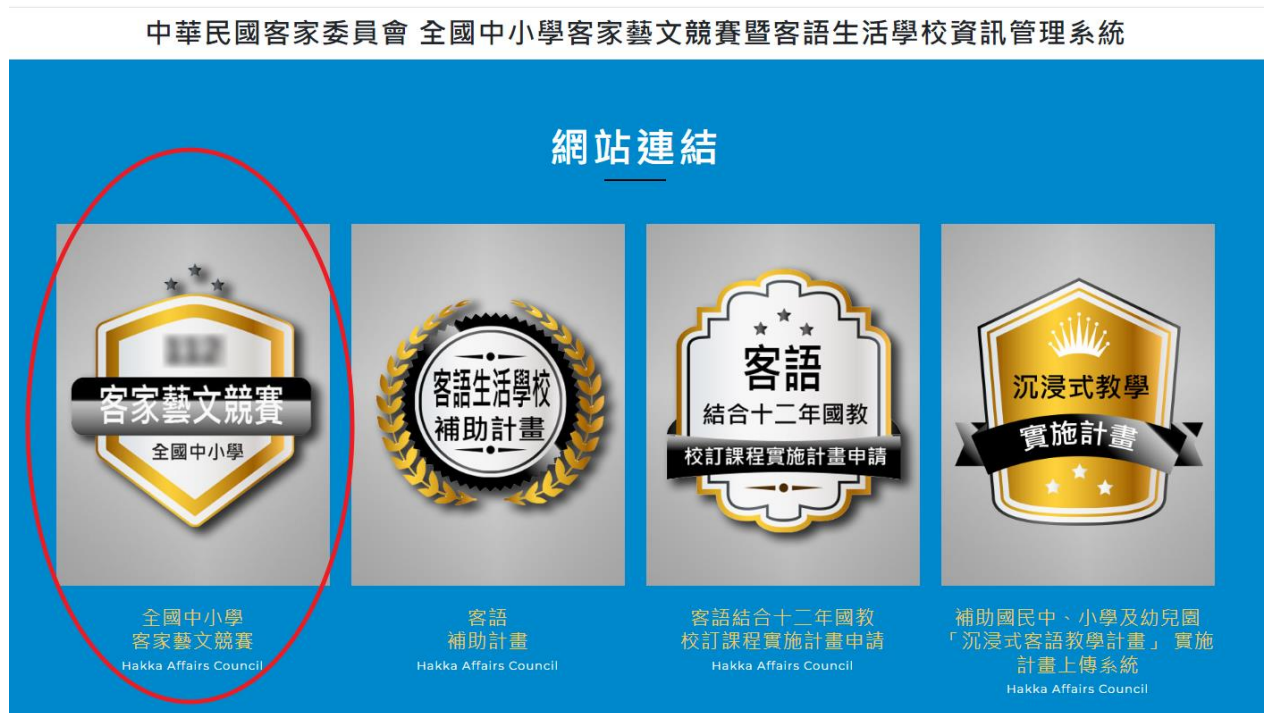 中華民國客家委員會 全國中小學客家藝文競賽暨客語生活學校資訊管理系統
網站連結
客家藝文競賽
全國中小學
客語生活學校
補助計畫
客語
結合十二年國教
校訂課程實施計畫申請
沉浸式教學
實施計畫
全國中小學
客家藝文競賽
Hakka Affairs Council
客語
補助計畫
Hakka Affairs Council
客語結合十二年國教
校訂課程實施計畫申請
Hakka Affairs Council
補助國民中、小學及幼兒園
「沉浸式客語教學計畫」 實施
計畫上傳系統
Hakka Affairs Council